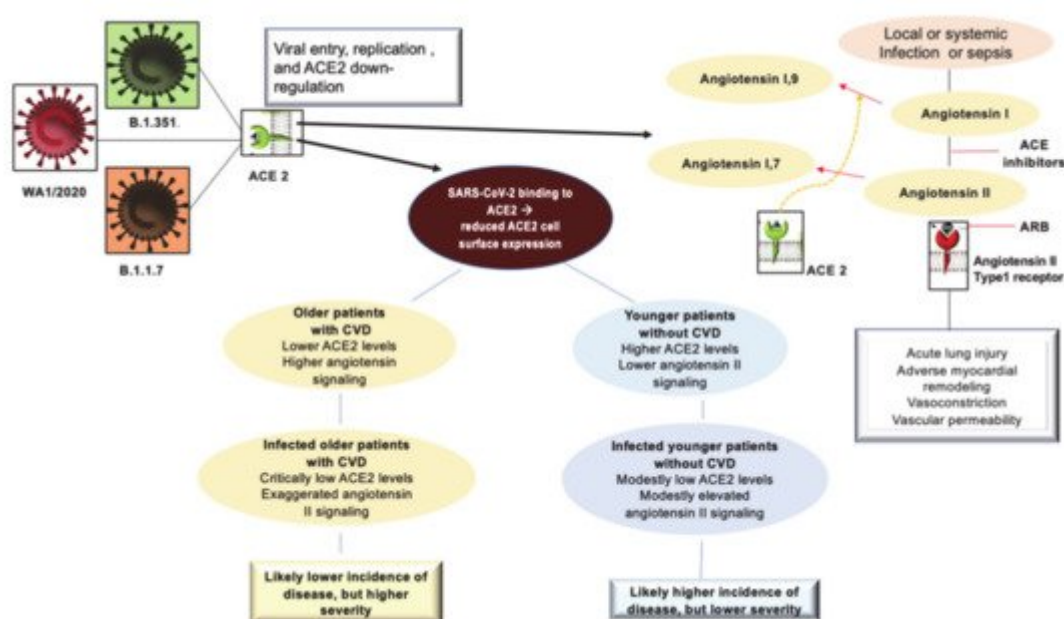 Viral entry, replication ,
and ACE2 down-
regulation
B.1.351.
WA1/2020
B.1.1.7
ACE 2
SARS-CoV-2 binding to
ACE2 →
reduced ACE2 cell
surface expression
Older patients
with CVD
Lower ACE2 levels
Higher angiotensin
signaling
Infected older patients
with CVD
Critically low ACE2 levels
Exaggerated angiotensin
II signaling
Likely lower incidence of
disease, but higher
severity
Younger patients
without CVD
Higher ACE2 levels
Lower angiotensin II
signaling
Infected younger patients
without CVD
Modestly low ACE2 levels
Modestly elevated
angiotensin II signaling
Likely higher incidence of
disease, but lower severity
Local or systemic
Infection or sepsis
Angiotensin I,9
Angiotensin I
ACE
inhibitors
Angiotensin I,7
Angiotensin II
ACE 2
ARB
Angiotensin II
Type1 receptor
Acute lung injury
Adverse myocardial
remodeling
Vasoconstriction
Vascular permeability